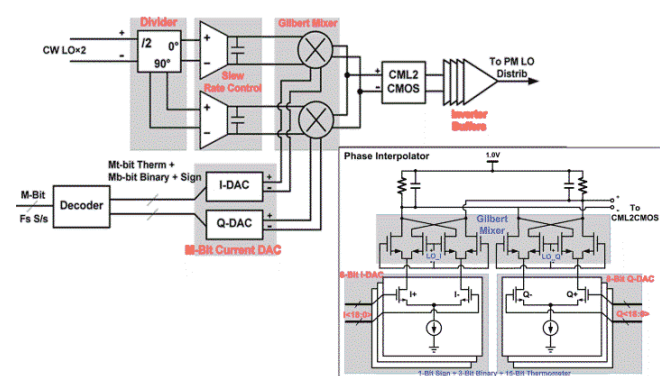 Divider
Gilbert Mixer
CW LO×2
+
−
/2
0°
90°
+
−
+
−
Slew
Rate Control
+
−
CML2
CMOS
To PM LO
Distrib
Inverter
Buffers
Mt-bit Therm +
Mb-bit Binary + Sign
M-Bit
Fs S/s
Decoder
I-DAC
+
−
Q-DAC
+
−
M-Bit Current DAC
Phase Interpolator
1.0V
+
-
To
CML2CMOS
Gilbert
Mixer
LO_I
LO_Q
8-Bit Q-DAC
I+
I-
Q-
Q+
I<18:0>
Q<18:0>
1-Bit Sign + 3-Bit Binary + 15-Bit Thermometer